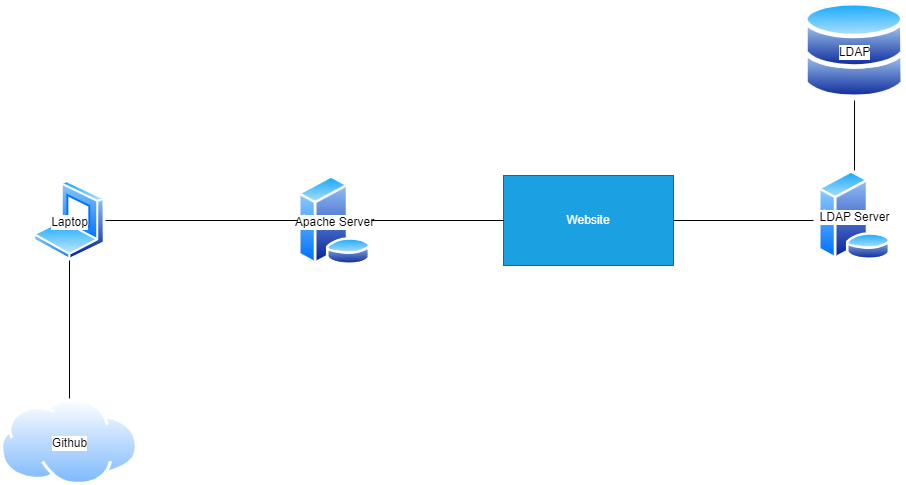 LDAP
Laptop
Apache Server
Website
LDAP Server
Github